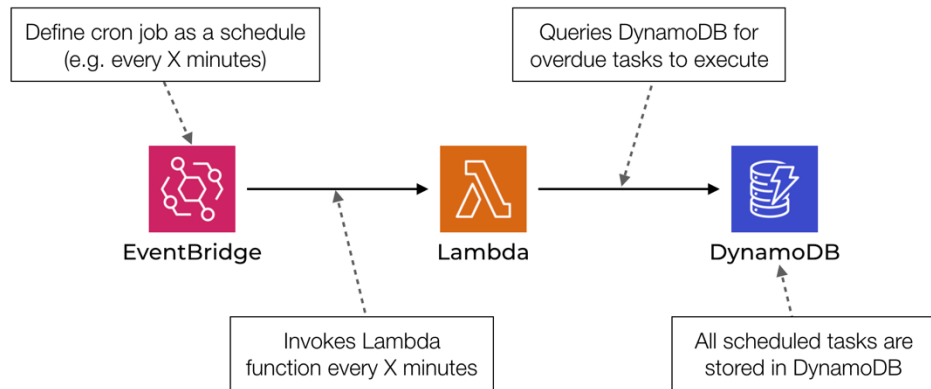 Define cron job as a schedule
(e.g. every X minutes)
Queries DynamoDB for
overdue tasks to execute
EventBridge
Lambda
DynamoDB
Invokes Lambda
function every X minutes
All scheduled tasks are
stored in DynamoDB